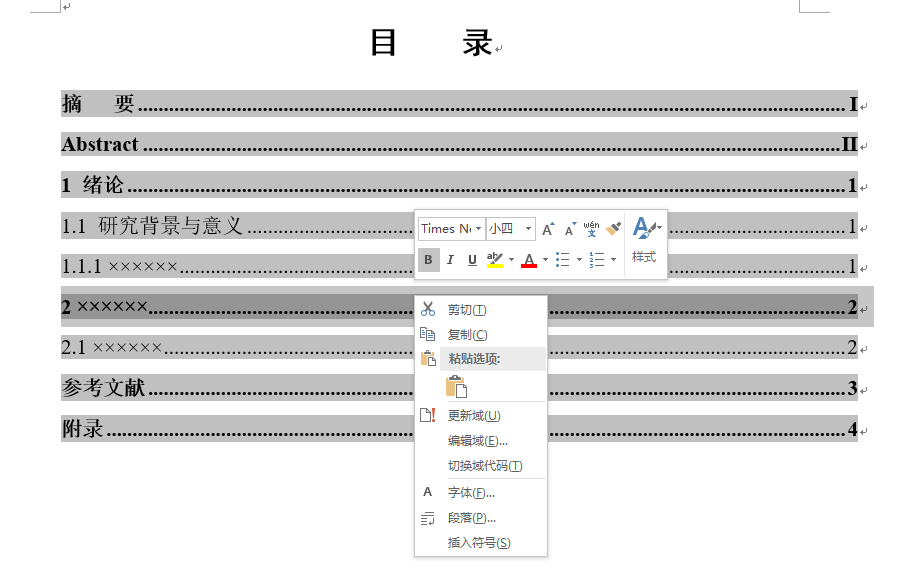 目 录
摘 要........................................I
Abstract........................................II
1 绪论........................................1
1.1 研究背景与意义........................................1
Times Ne 小四 A A wén 文
B I U ab A 样式
1.1.1 ××××××........................................1
2 ××××××........................................2
剪切(T)
复制(C)
2.1 ××××××........................................2
粘贴选项:
参考文献........................................3
更新域(U)
附录........................................4
编辑域(E)...
切换域代码(T)
A 字体(F)...
段落(P)...
插入符号(S)